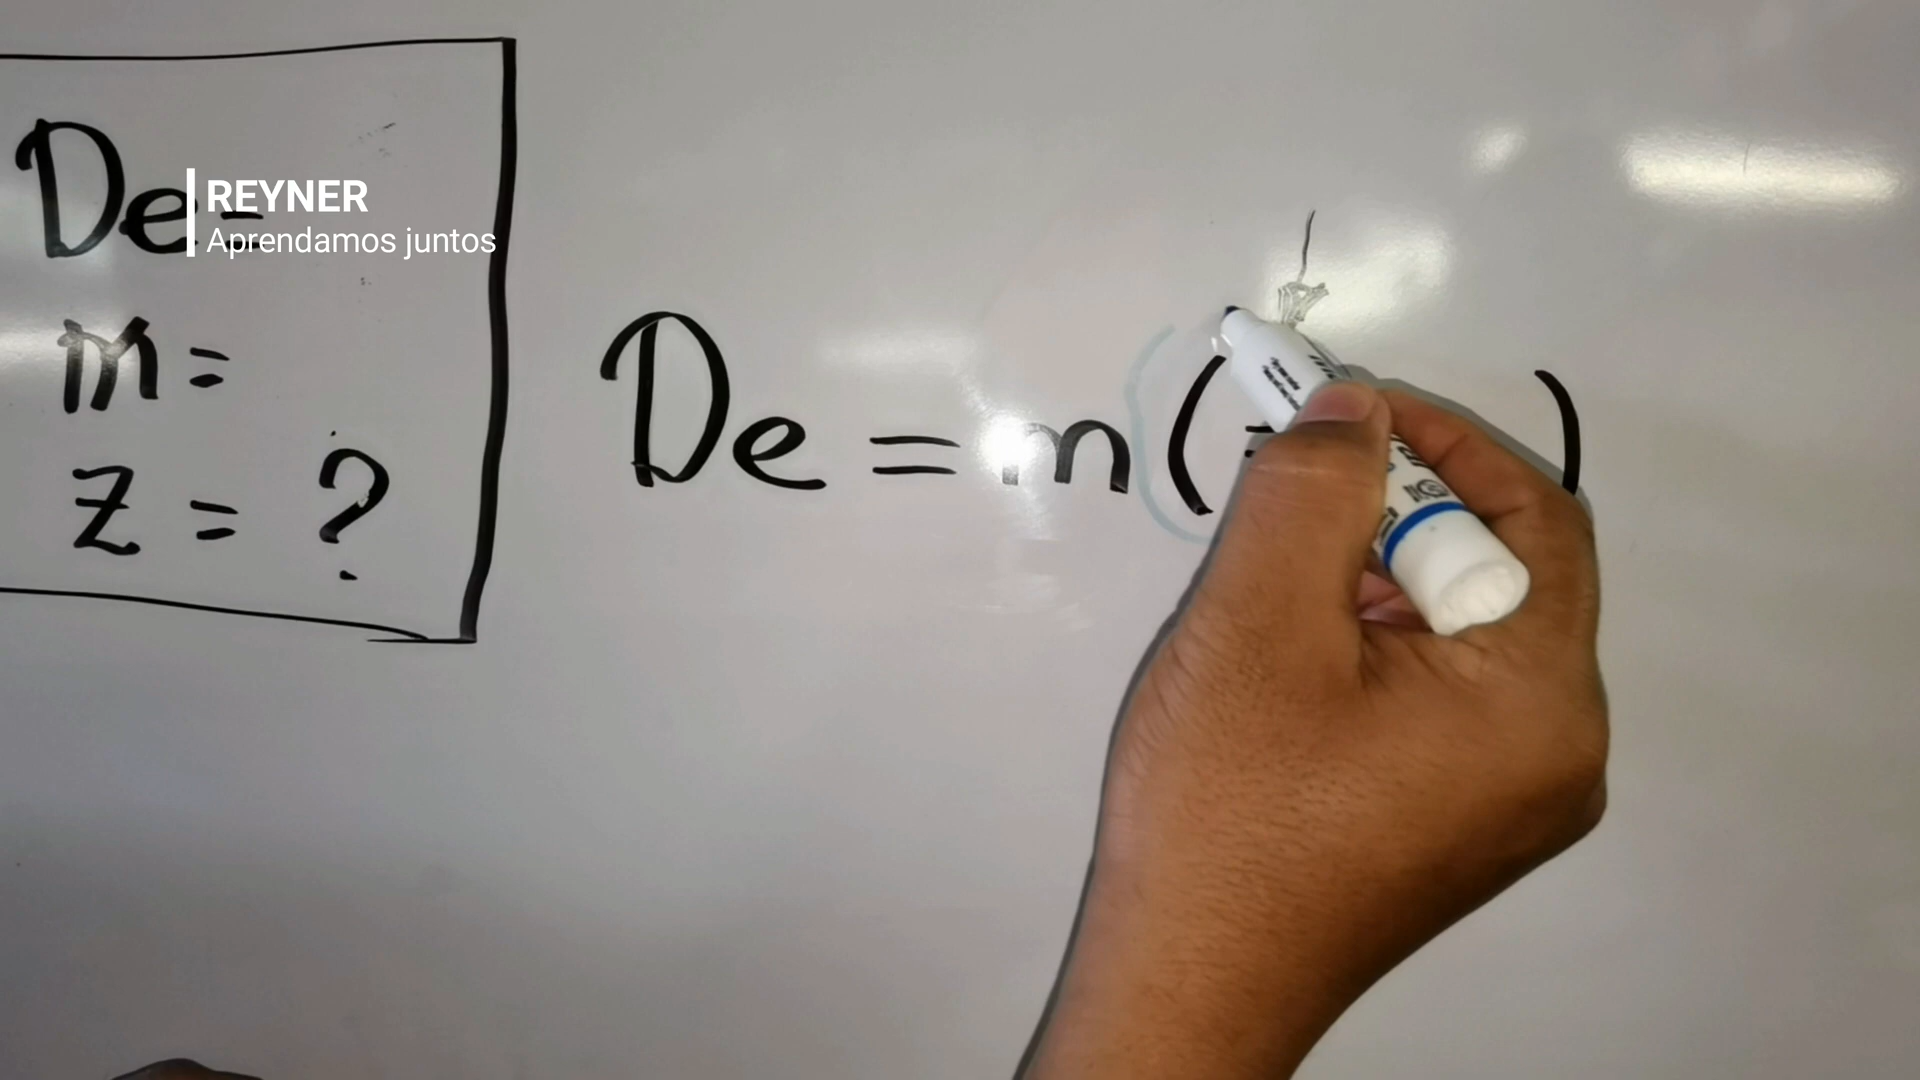 De=
REYNER
Aprendamos juntos
m =
z = ?
De = m ( )